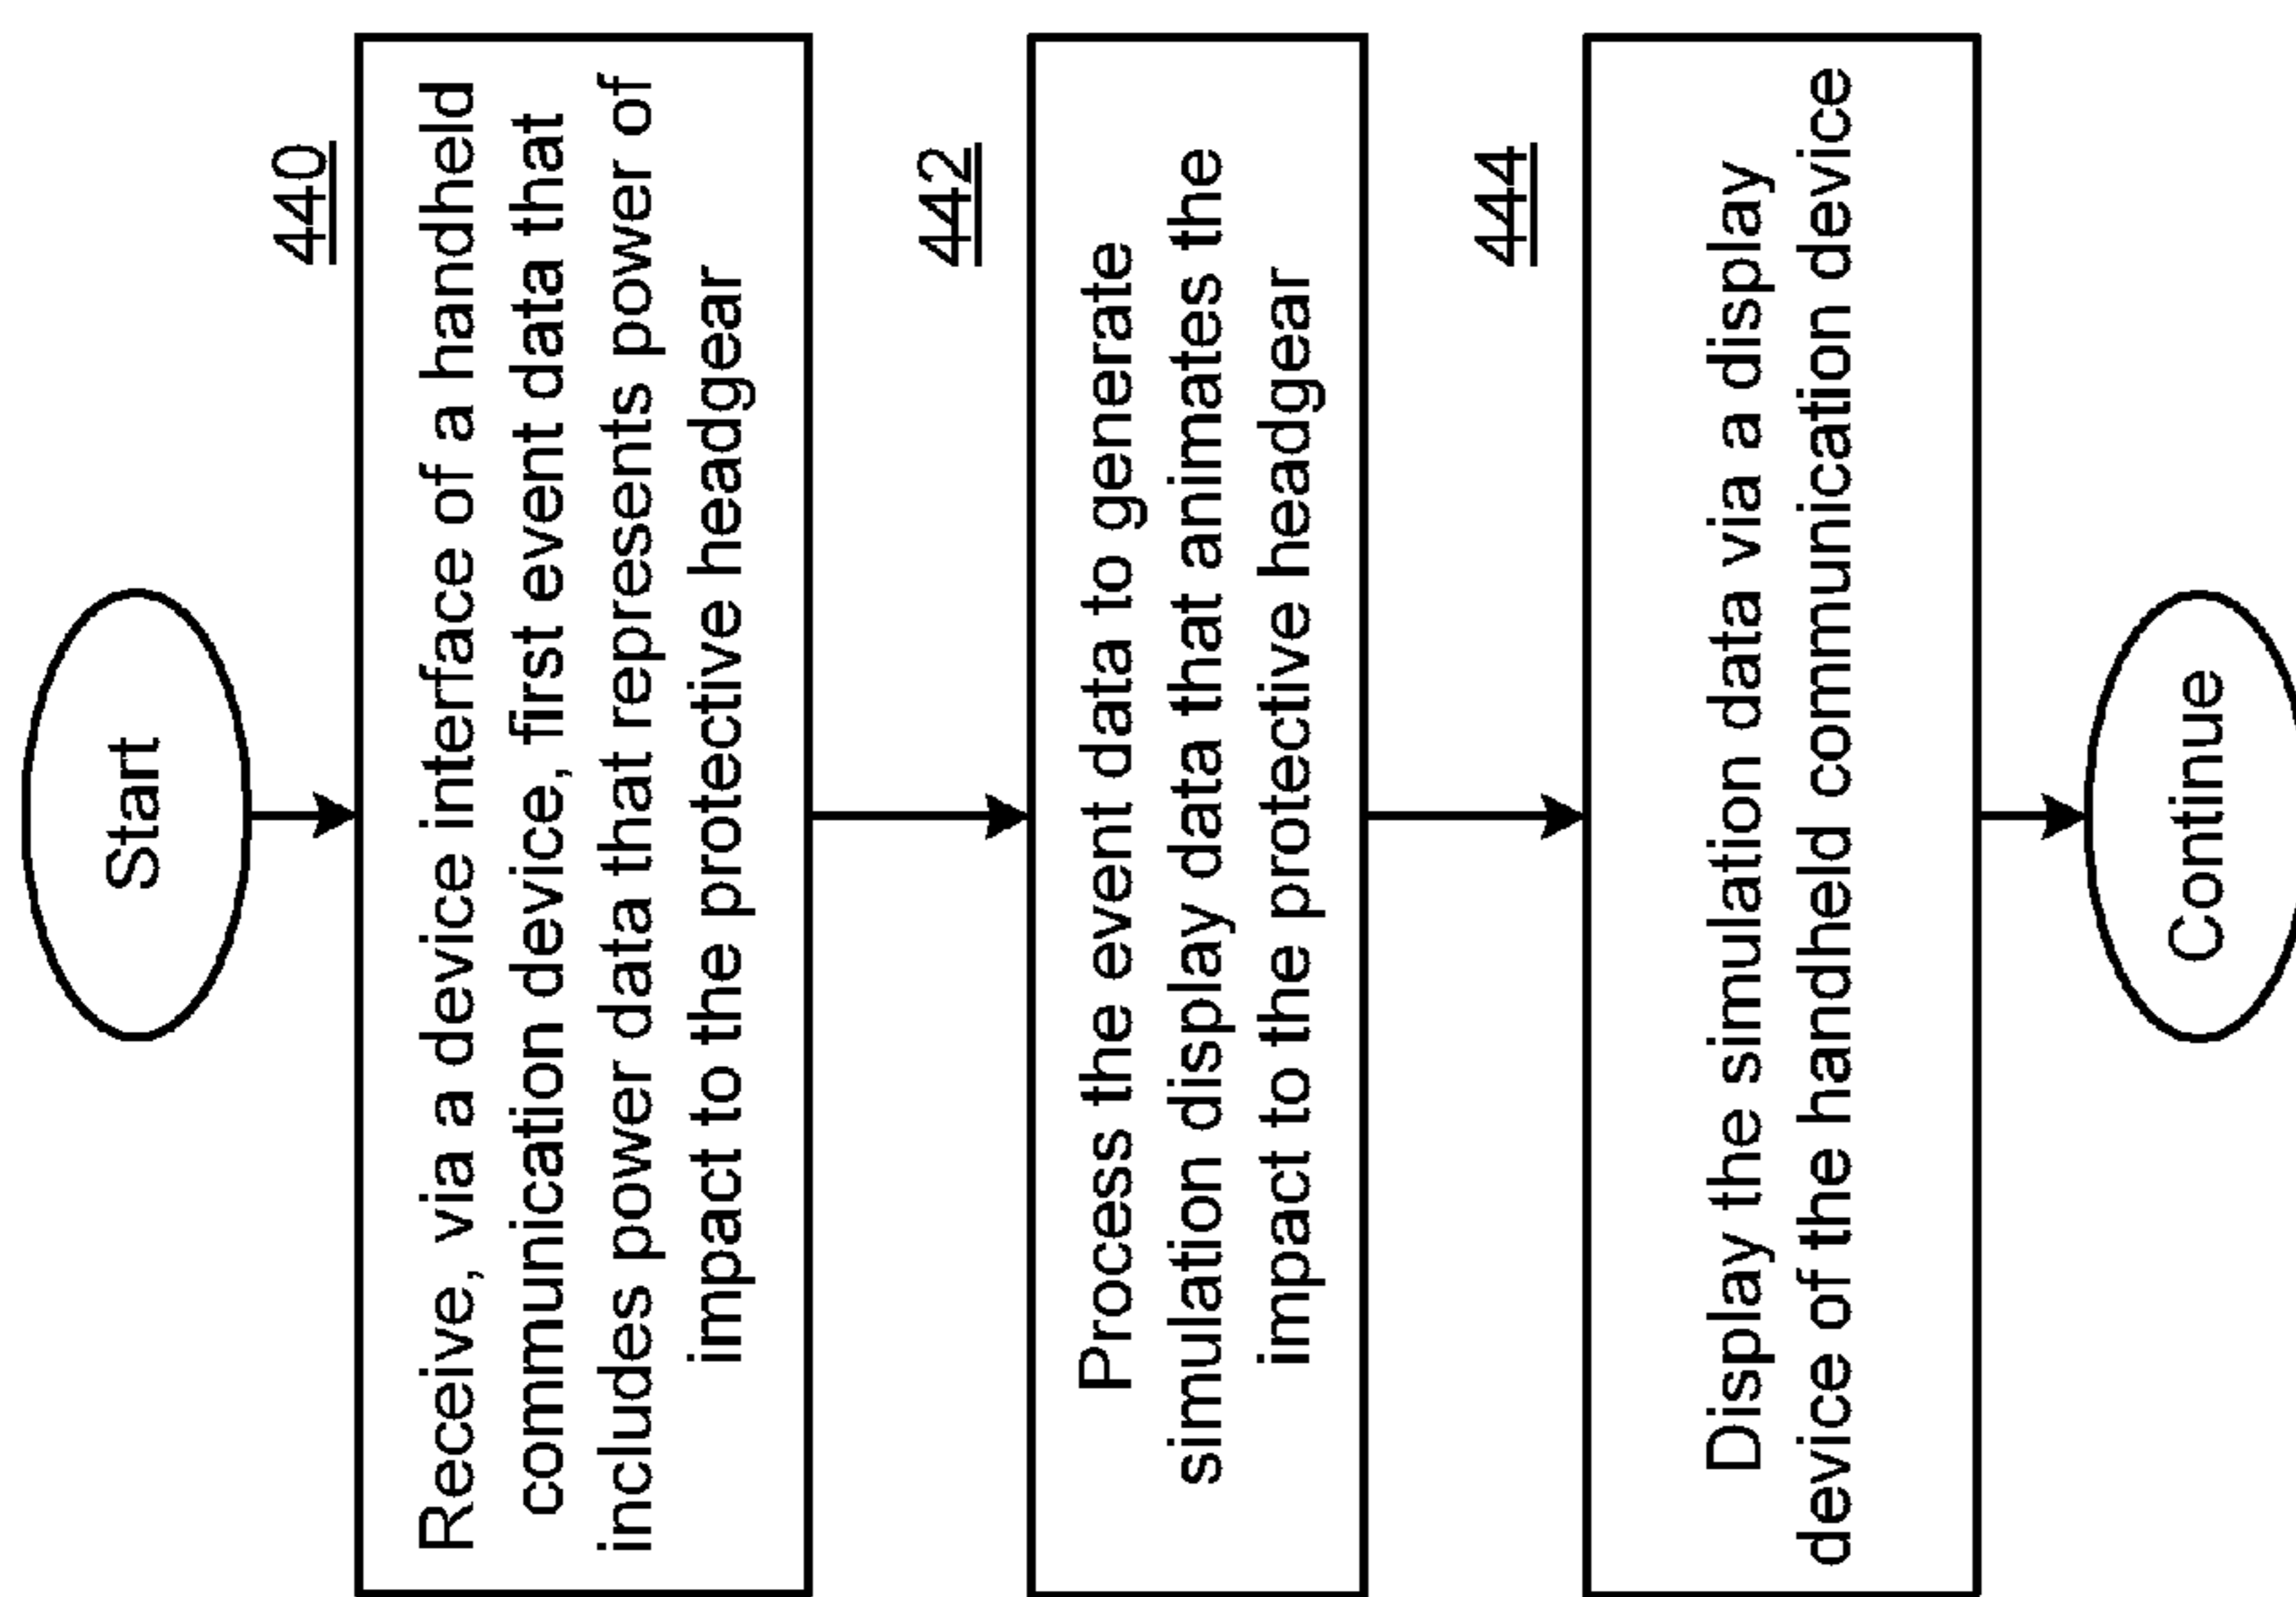 Start
440
Receive, via a device interface of a handheld
communication device, first event data that
includes power data that represents power of
impact to the protective headgear
442
Process the event data to generate
simulation display data that animates the
impact to the protective headgear
444
Display the simulation data via a display
device of the handheld communication device
Continue